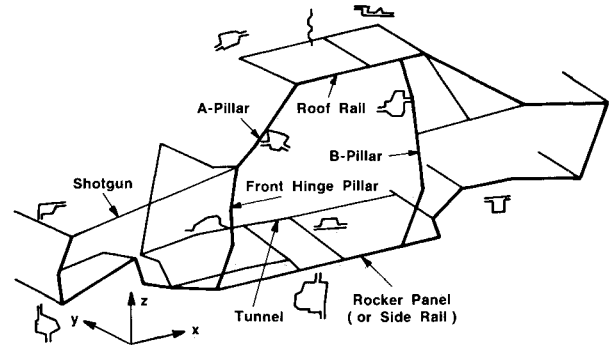 A-Pillar
Roof Rail
B-Pillar
Shotgun
Front Hinge Pillar
z
y
x
Tunnel
Rocker Panel
( or Side Rail )